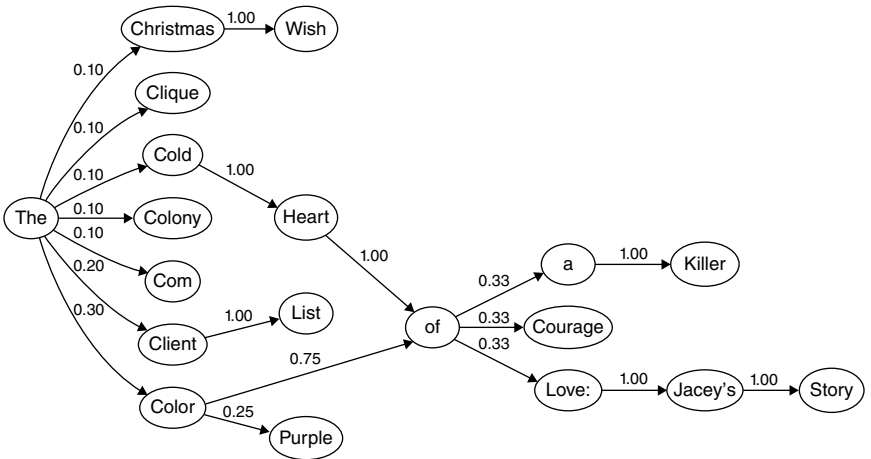 Christmas 1.00 Wish
0.10
Clique
0.10
Cold
0.10 1.00
The 0.10 Colony Heart
0.10
0.20 Com 1.00 a 1.00 Killer
0.33
0.30 List
1.00 of 0.33 Courage
Client 0.33
0.75
Color Love: 1.00 Jacey's 1.00 Story
0.25
Purple